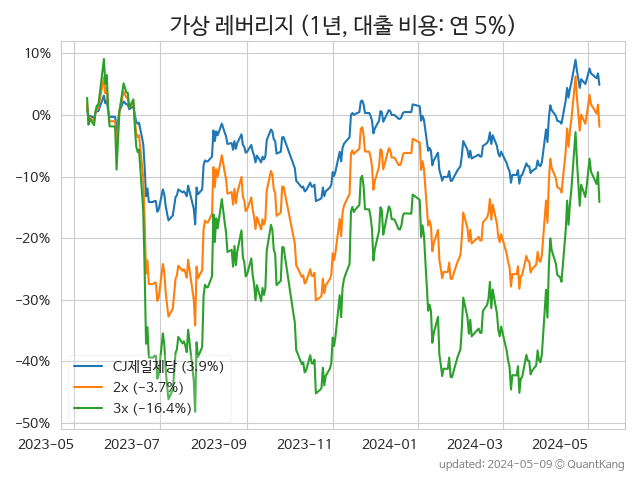 가상 레버리지 (1년, 대출 비용: 연 5%)
10%
0%
−10%
−20%
−30%
−40%
−50%
CJ제일제당 (3.9%)
2x (−3.7%)
3x (−16.4%)
2023-05 2023-07 2023-09 2023-11 2024-01 2024-03 2024-05
updated: 2024-05-09 © QuantKang